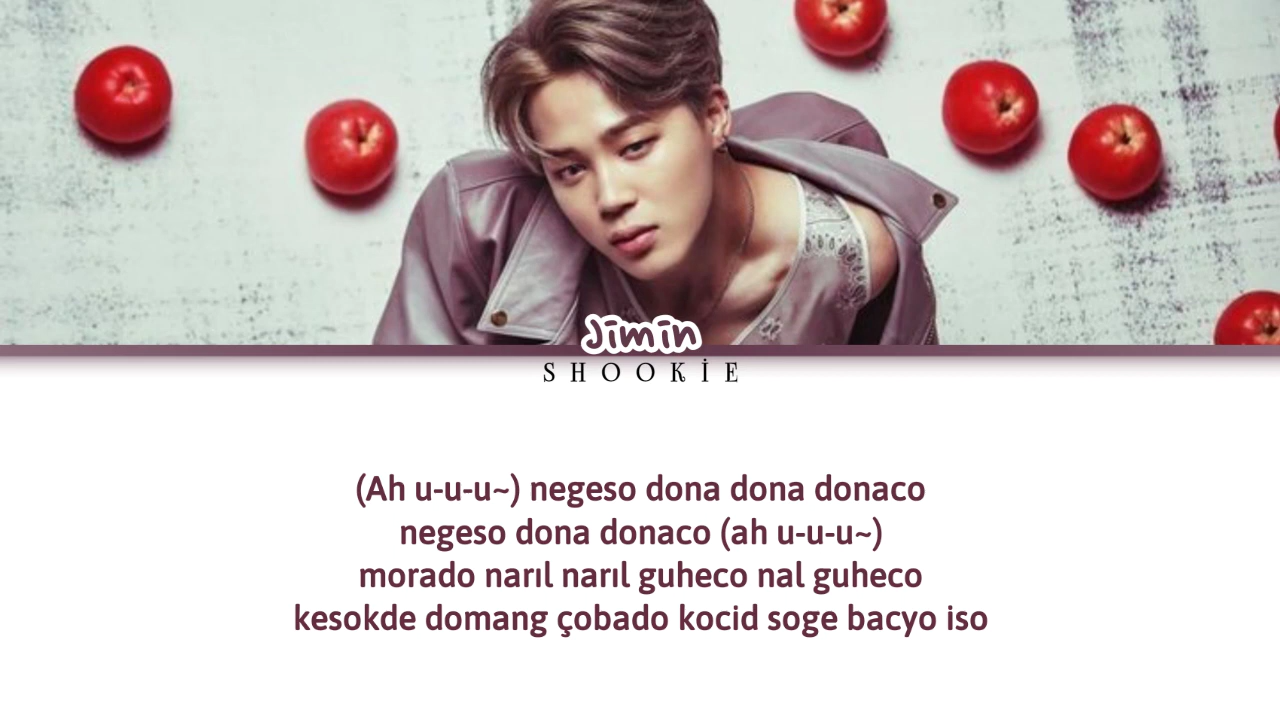 Jimin
SHOOKİE
(Ah u-u-u~) negeso dona dona donaco
negeso dona donaco (ah u-u-u~)
morado narıl narıl guheco nal guheco
kesokde domang çobado kocid soge bacyo iso